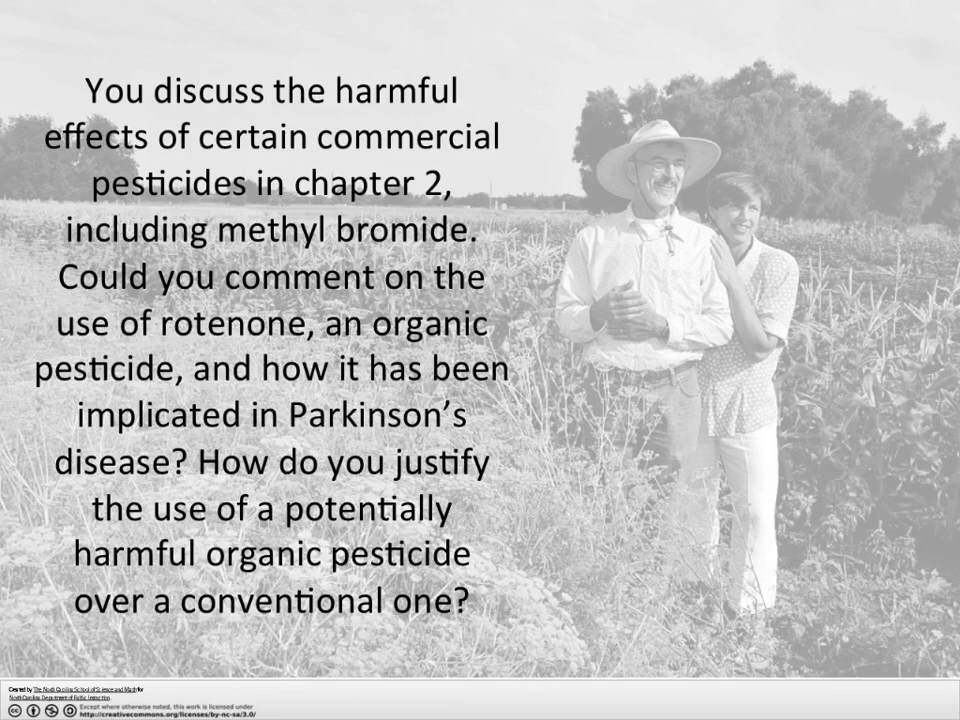 You discuss the harmful
effects of certain commercial
pesticides in chapter 2,
including methyl bromide.
Could you comment on the
use of rotenone, an organic
pesticide, and how it has been
implicated in Parkinson's
disease? How do you justify
the use of a potentially
harmful organic pesticide
over a conventional one?
Created by The North Carolina School of Science and Math for
North Carolina Department of Public Instruction
Except where otherwise noted, this work is licensed under
http://creativecommons.org/licenses/by-nc-sa/3.0/